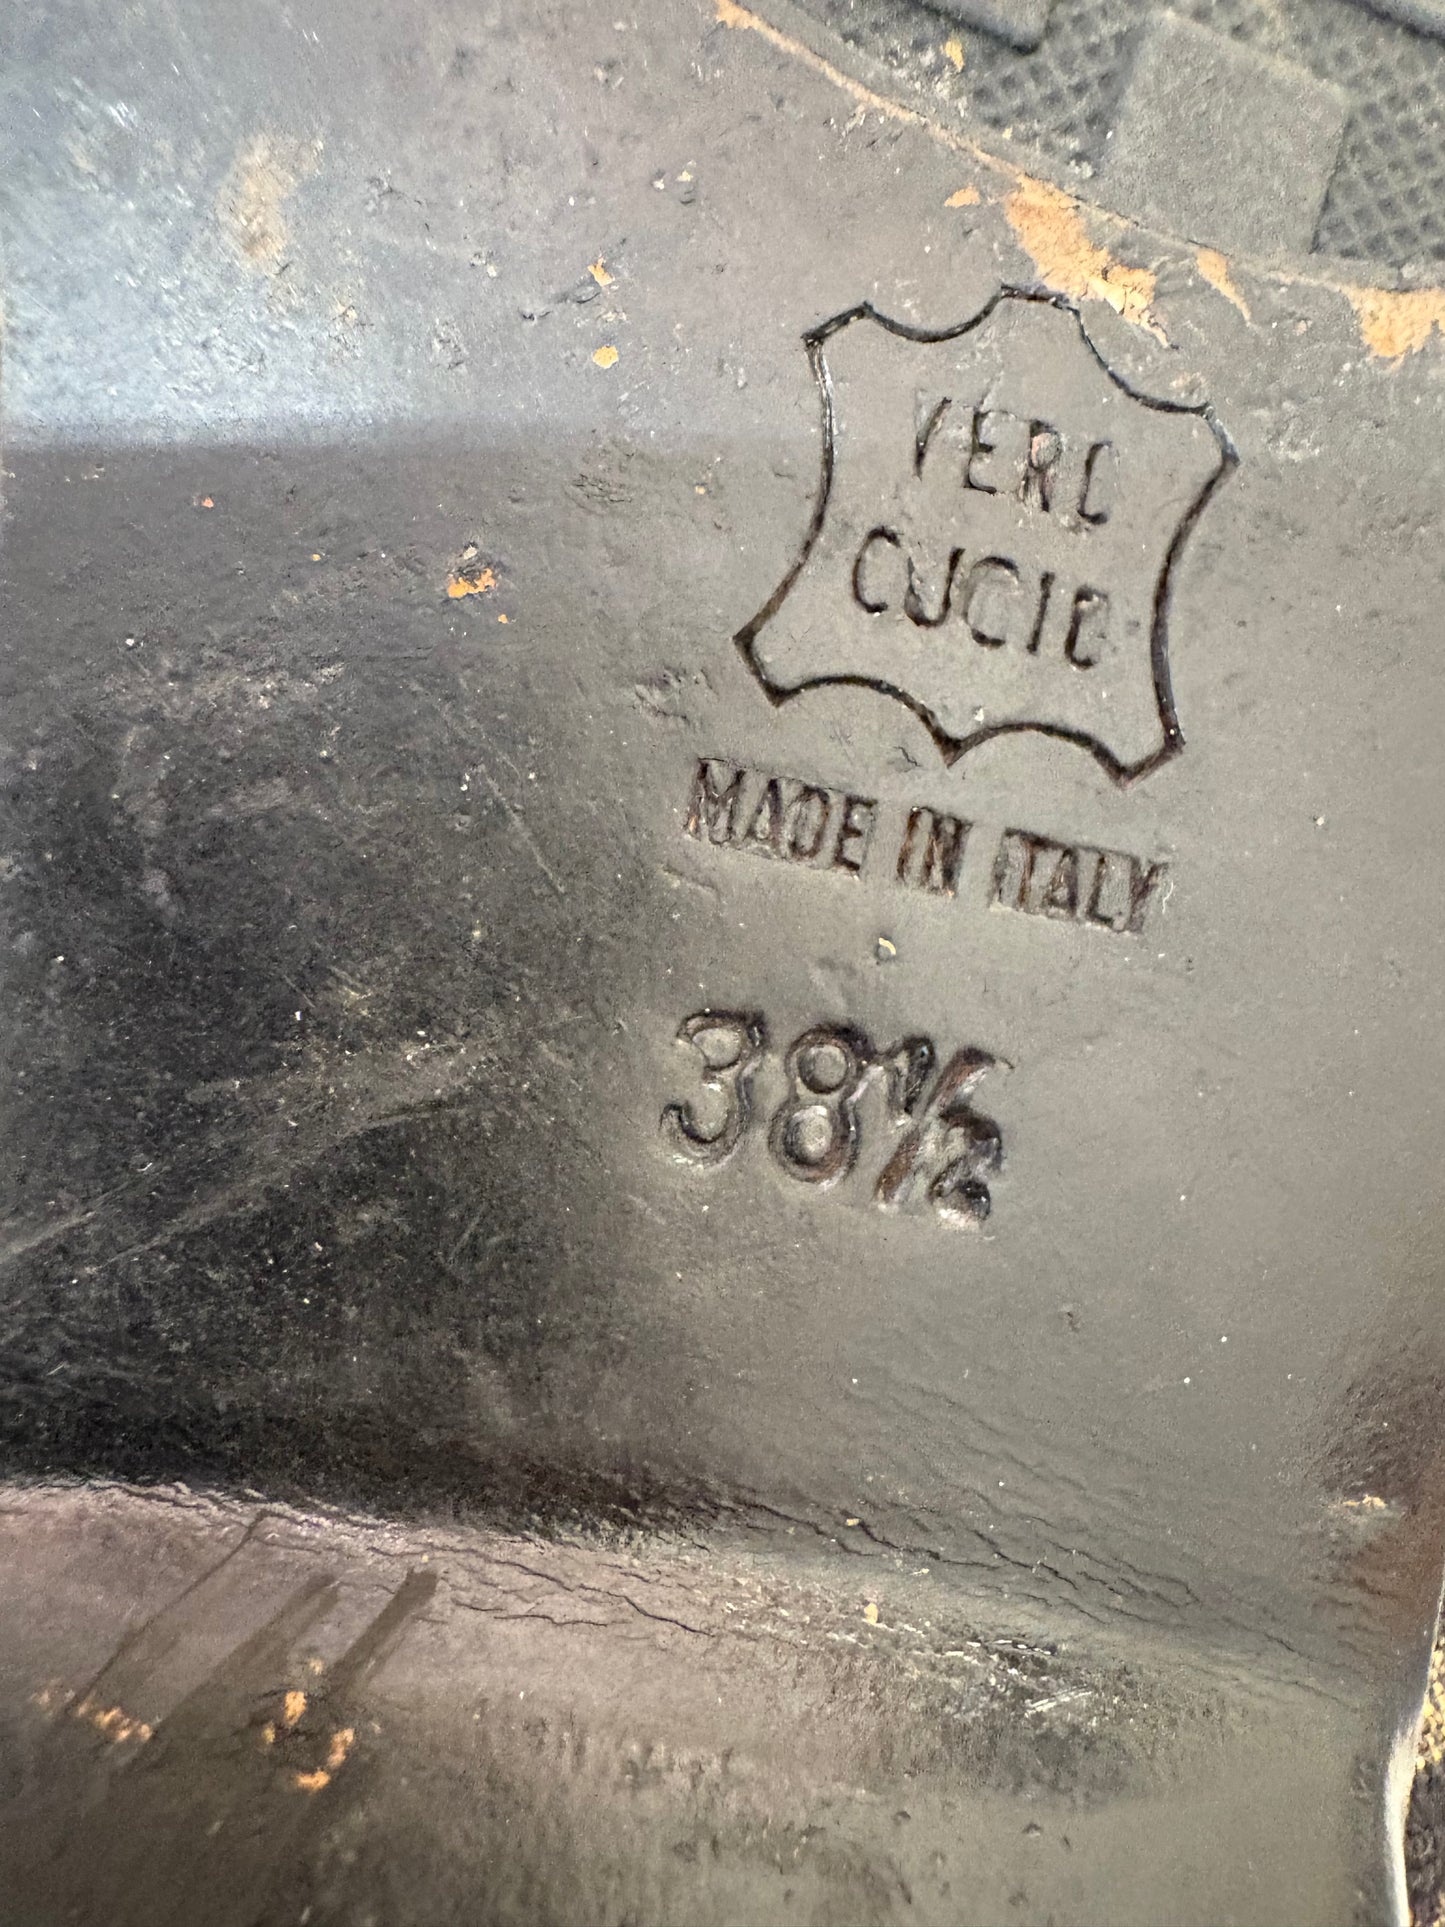 VERO
CUOIO
MADE IN ITALY
38½